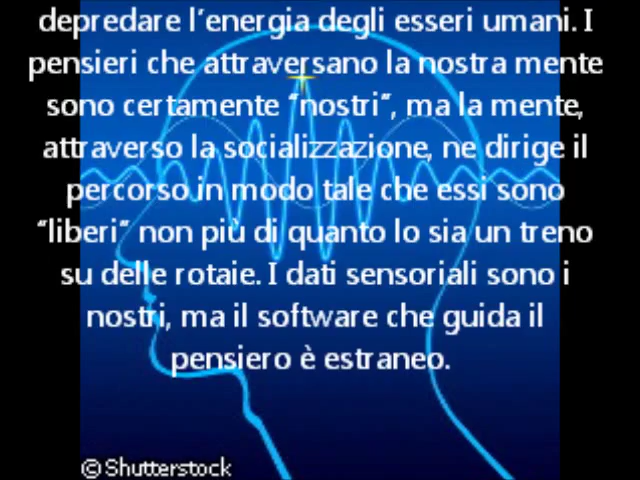 depredare l'energia degli esseri umani. I
pensieri che attraversano la nostra mente
sono certamente “nostri”, ma la mente,
attraverso la socializzazione, ne dirige il
percorso in modo tale che essi sono
“liberi” non più di quanto lo sia un treno
su delle rotaie. I dati sensoriali sono i
nostri, ma il software che guida il
pensiero è estraneo.
© Shutterstock